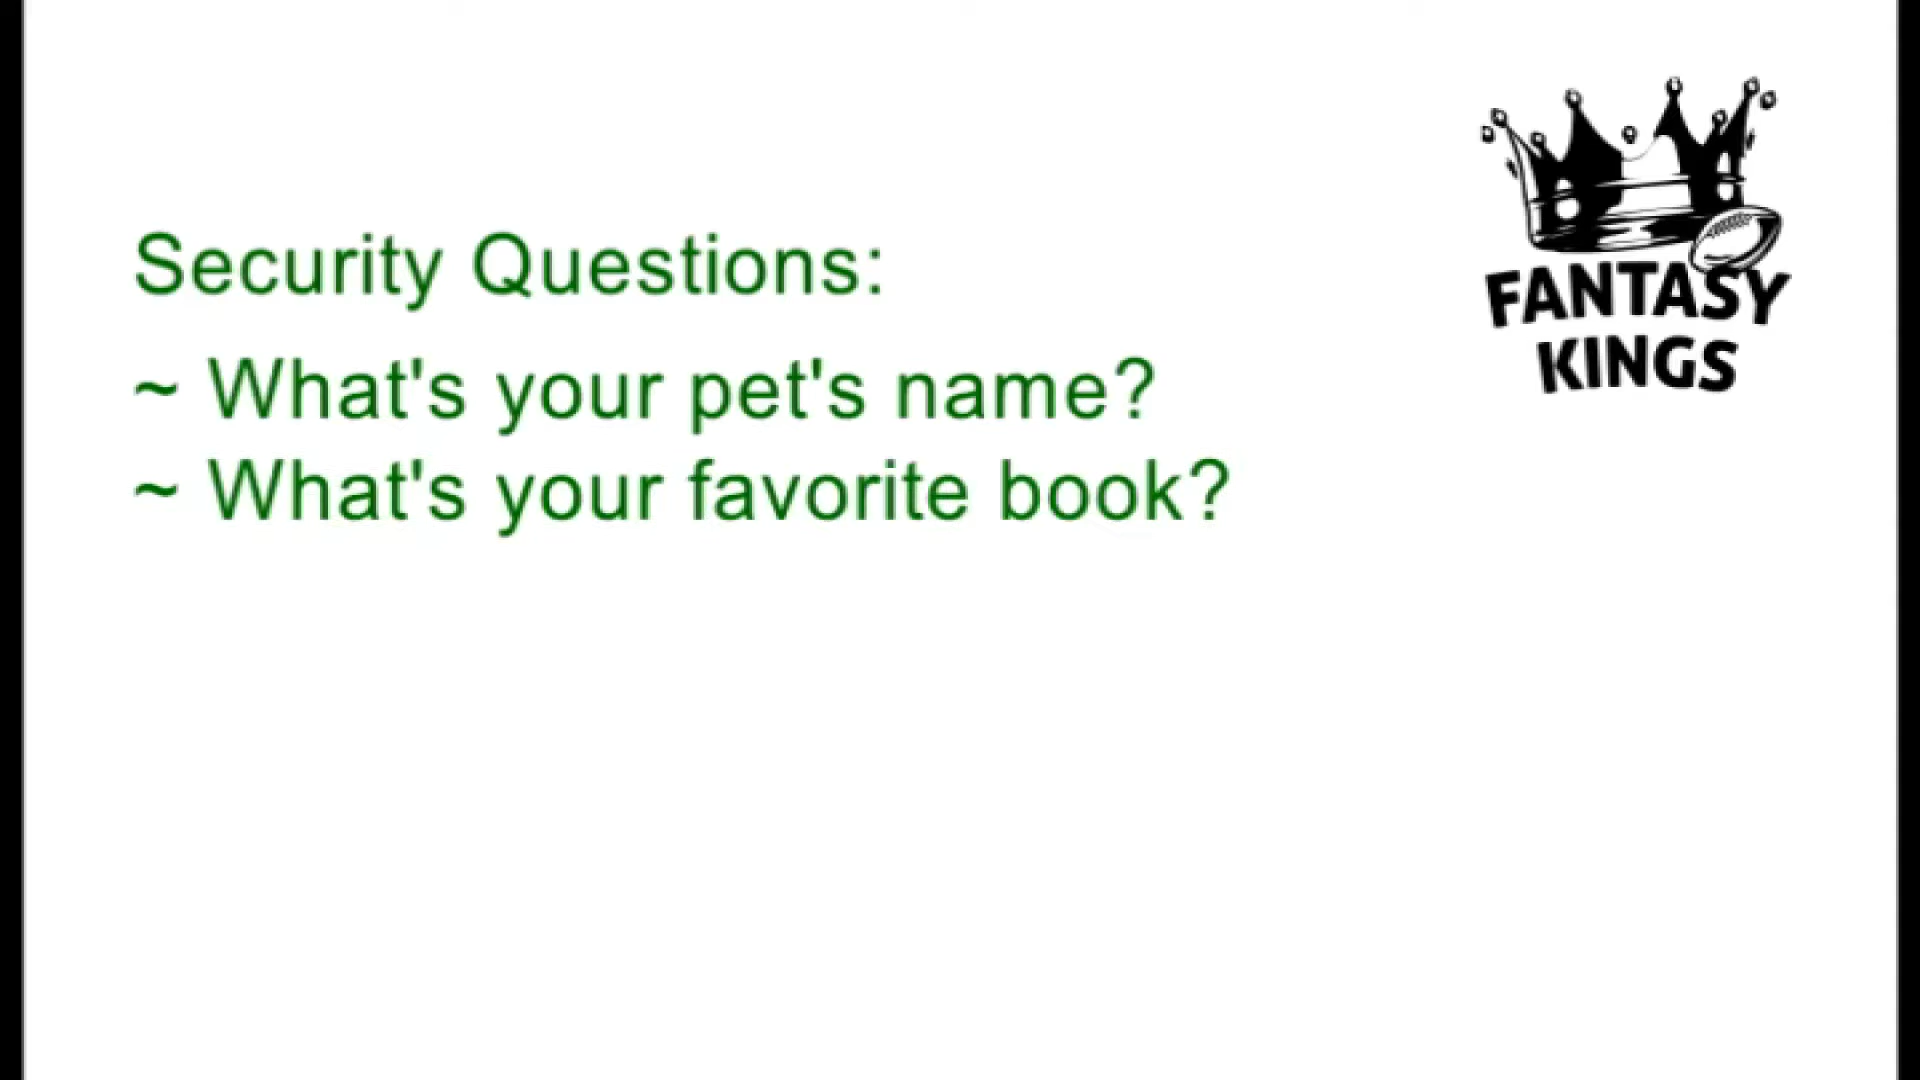 Security Questions:
~ What's your pet's name?
~ What's your favorite book?
FANTASY
KINGS